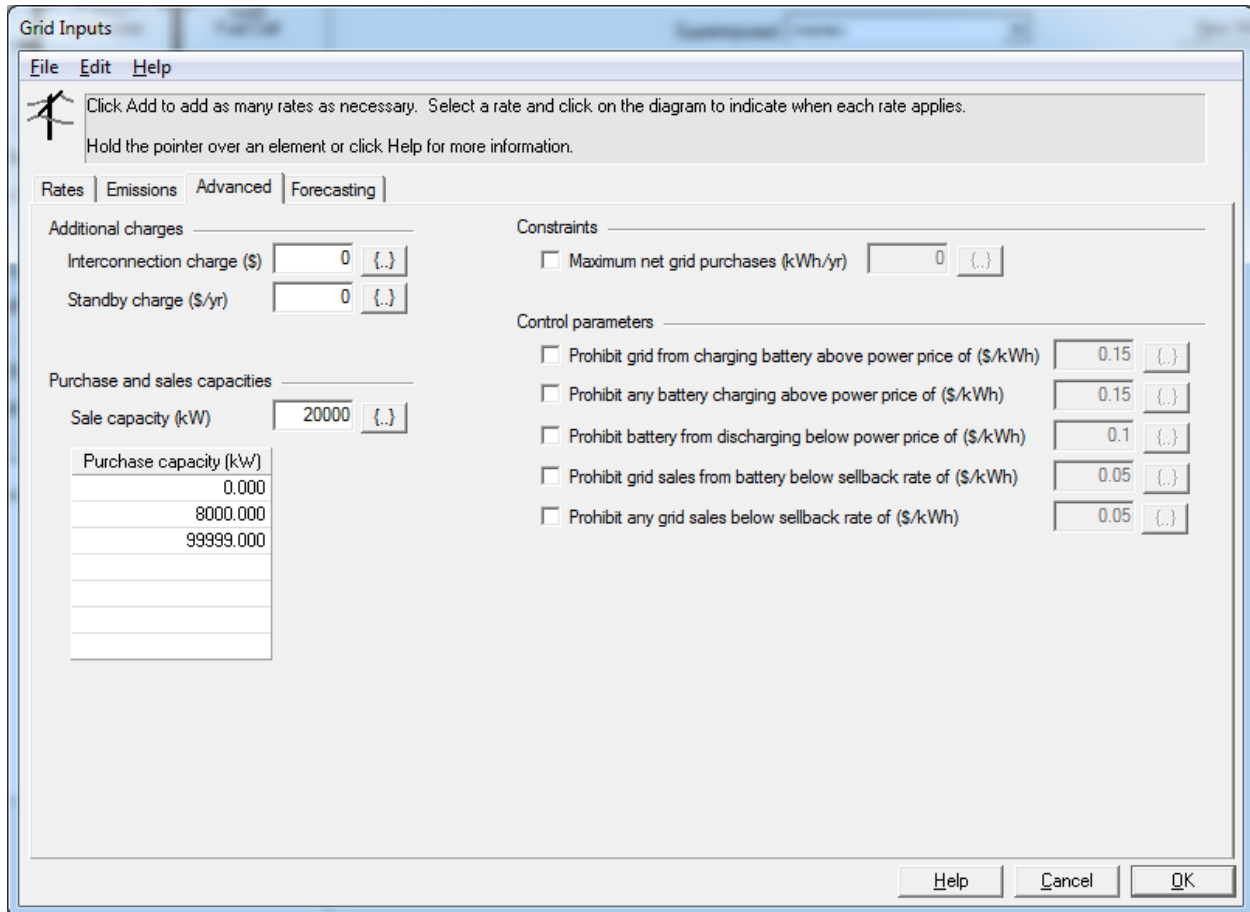 Grid Inputs
File Edit Help
Click Add to add as many rates as necessary. Select a rate and click on the diagram to indicate when each rate applies.
Hold the pointer over an element or click Help for more information.
Rates Emissions Advanced Forecasting
Additional charges
Interconnection charge ($) 0 {..}
Standby charge ($/yr) 0 {..}
Purchase and sales capacities
Sale capacity (kW) 20000 {..}
Purchase capacity (kW)
0.000
8000.000
99999.000
Constraints
Maximum net grid purchases (kWh/yr) 0 {..}
Control parameters
Prohibit grid from charging battery above power price of ($/kWh) 0.15 {..}
Prohibit any battery charging above power price of ($/kWh) 0.15 {..}
Prohibit battery from discharging below power price of ($/kWh) 0.1 {..}
Prohibit grid sales from battery below sellback rate of ($/kWh) 0.05 {..}
Prohibit any grid sales below sellback rate of ($/kWh) 0.05 {..}
Help Cancel OK